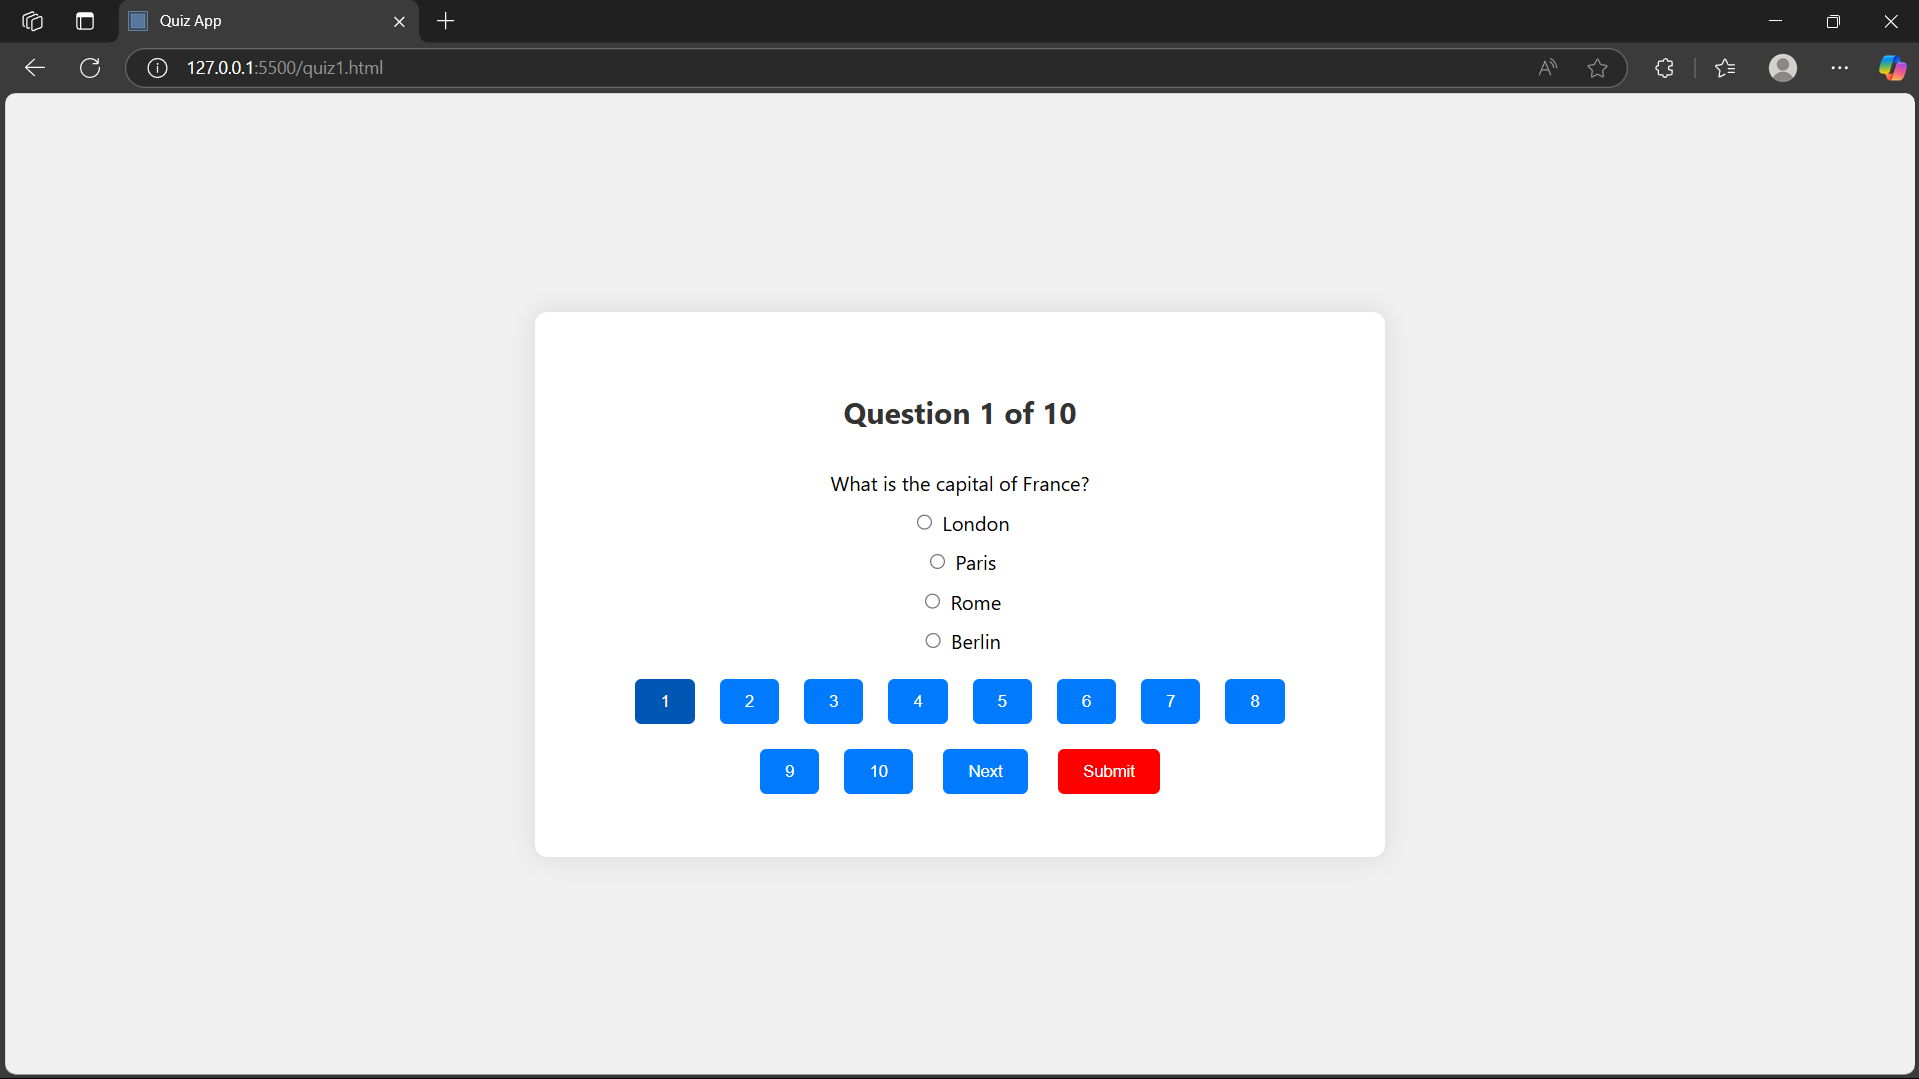 Quiz App
127.0.0.1:5500/quiz1.html
Question 1 of 10
What is the capital of France?
London
Paris
Rome
Berlin
1 2 3 4 5 6 7 8
9 10 Next Submit